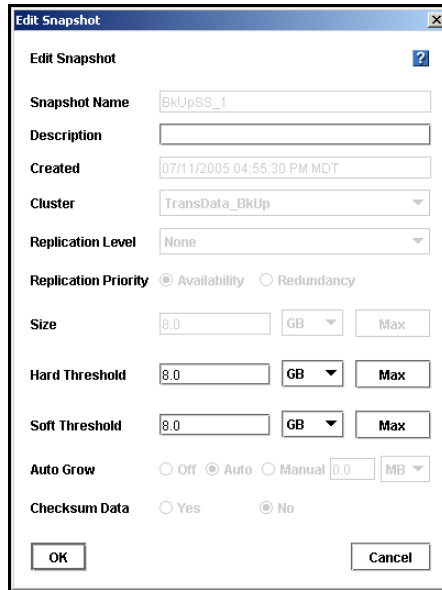 Edit Snapshot
Edit Snapshot ?
Snapshot Name BkUpSS_1
Description
Created 07/11/2005 04:55:30 PM MDT
Cluster TransData_BkUp
Replication Level None
Replication Priority Availability Redundancy
Size 8.0 GB Max
Hard Threshold 8.0 GB Max
Soft Threshold 8.0 GB Max
Auto Grow Off Auto Manual 0.0 MB
Checksum Data Yes No
OK Cancel